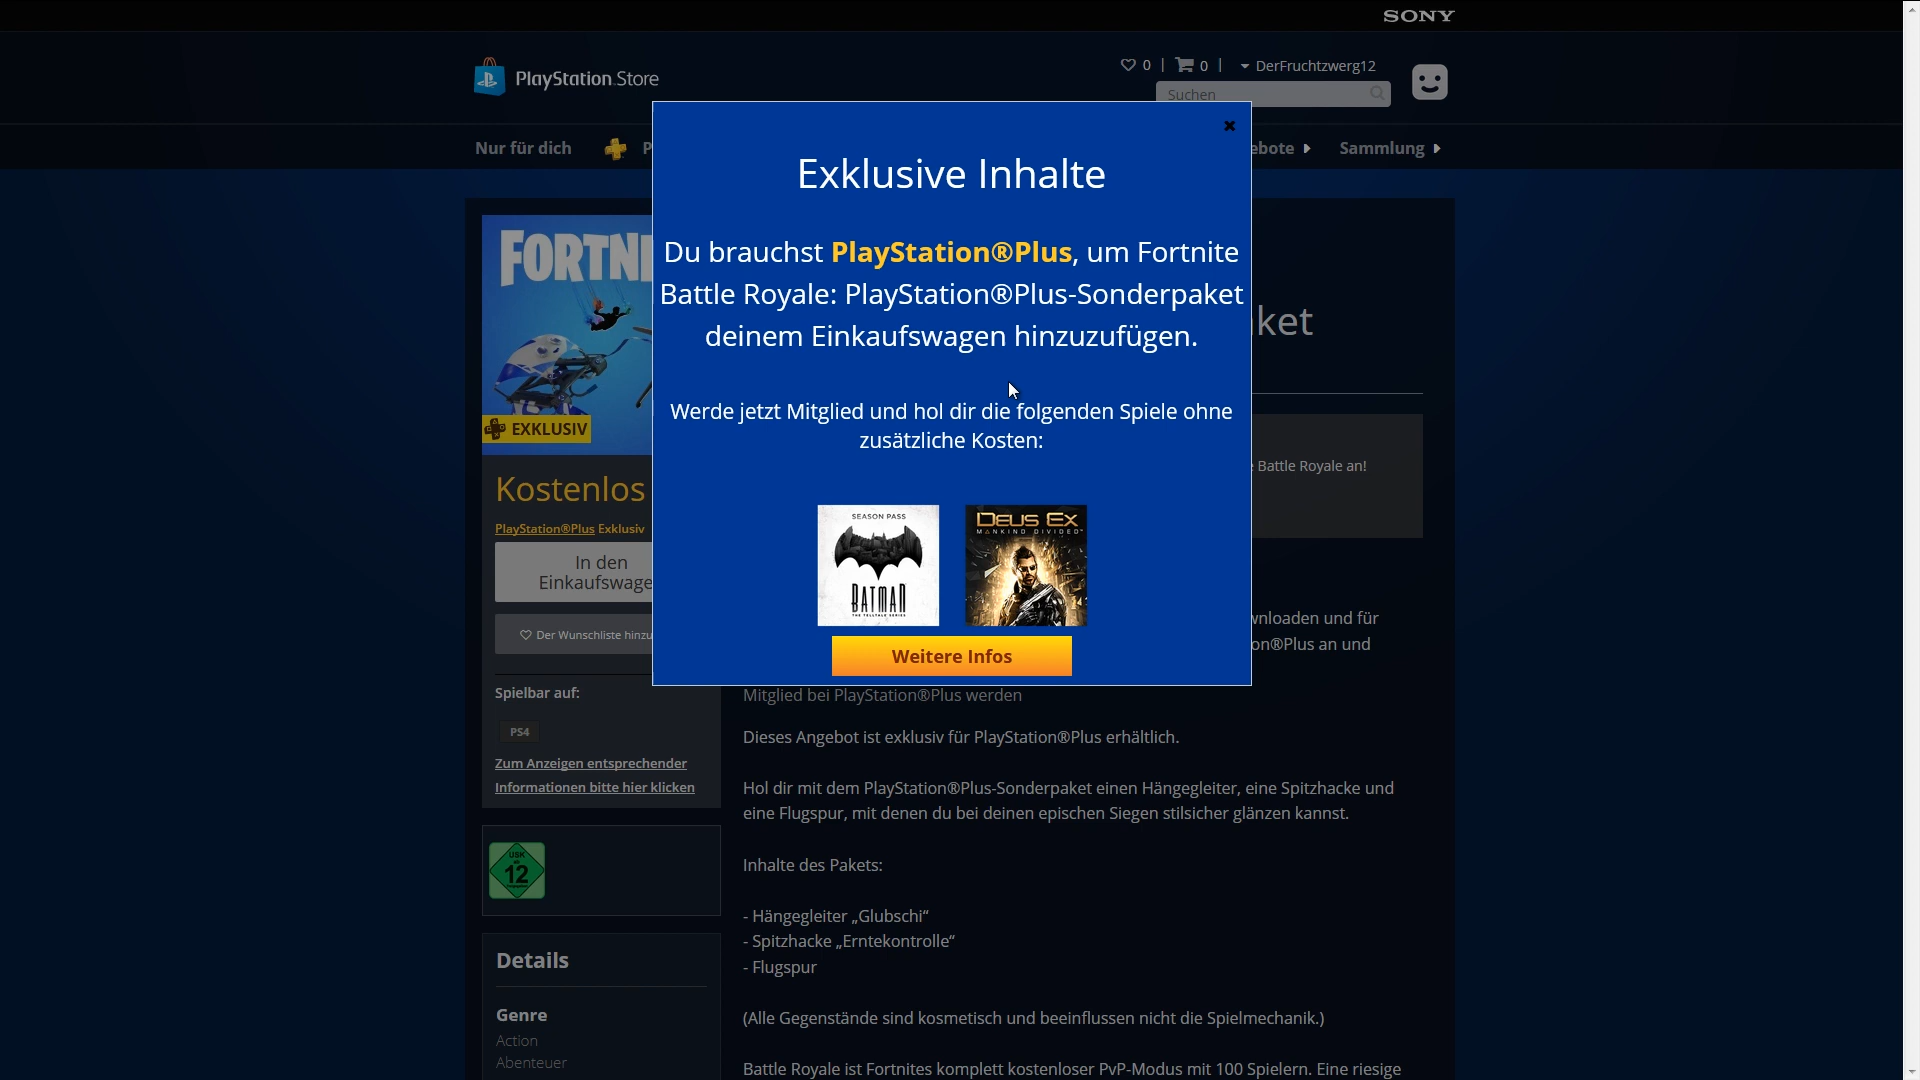 SONY
PlayStation.Store
0 | 0 | DerFruchtzwerg12
Suchen
Nur für dich
P
ebote
Sammlung
Exklusive Inhalte
Du brauchst PlayStation®Plus, um Fortnite
Battle Royale: PlayStation®Plus-Sonderpaket
deinem Einkaufswagen hinzuzufügen.
Werde jetzt Mitglied und hol dir die folgenden Spiele ohne
zusätzliche Kosten:
SEASON PASS
BATMAN
THE TELLTALE SERIES
DEUS EX
MANKIND DIVIDED
Weitere Infos
FORTNI
EXKLUSIV
Kostenlos
PlayStation®Plus Exklusiv
In den
Einkaufswage
Der Wunschliste hinzu
Spielbar auf:
PS4
Zum Anzeigen entsprechender
Informationen bitte hier klicken
USK
ab
12
Details
Genre
Action
Abenteuer
ket
Battle Royale an!
wnloaden und für
on®Plus an und
Mitglied bei PlayStation®Plus werden
Dieses Angebot ist exklusiv für PlayStation®Plus erhältlich.
Hol dir mit dem PlayStation®Plus-Sonderpaket einen Hängegleiter, eine Spitzhacke und
eine Flugspur, mit denen du bei deinen epischen Siegen stilsicher glänzen kannst.
Inhalte des Pakets:
- Hängegleiter „Glubschi“
- Spitzhacke „Erntekontrolle“
- Flugspur
(Alle Gegenstände sind kosmetisch und beeinflussen nicht die Spielmechanik.)
Battle Royale ist Fortnites komplett kostenloser PvP-Modus mit 100 Spielern. Eine riesige